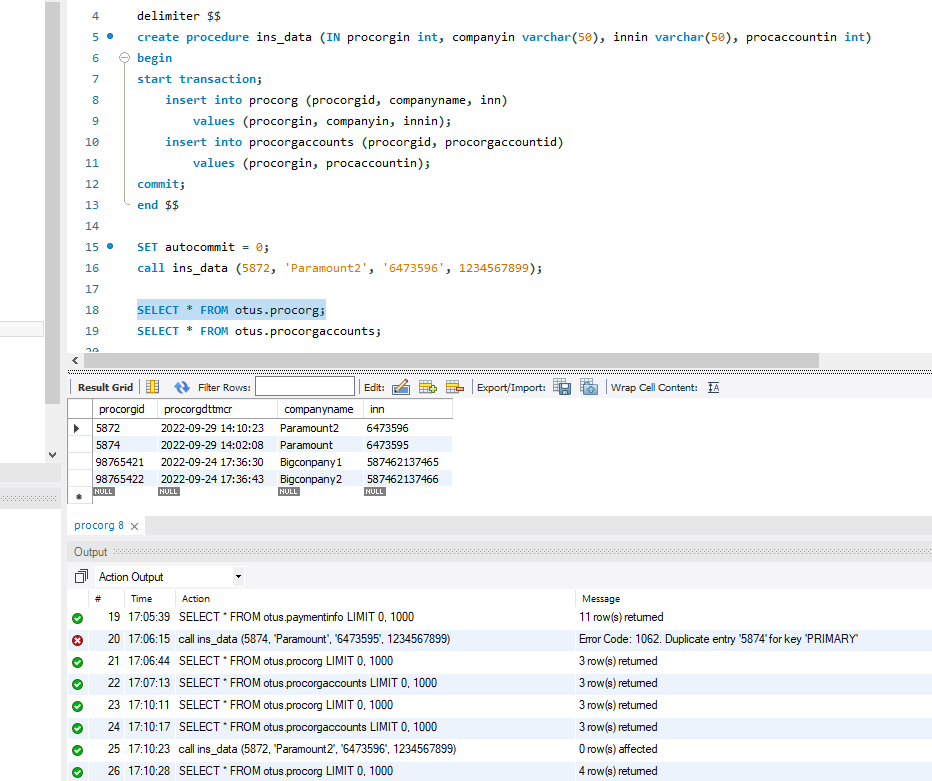 4 delimiter $$
5 create procedure ins_data (IN procorgin int, companyin varchar(50), innin varchar(50), procaccountin int)
6 begin
7 start transaction;
8 insert into procorg (procorgid, companyname, inn)
9 values (procorgin, companyin, innin);
10 insert into procorgaccounts (procorgid, procorgaccountid)
11 values (procorgin, procaccountin);
12 commit;
13 end $$
14
15 SET autocommit = 0;
16 call ins_data (5872, 'Paramount2', '6473596', 1234567899);
17
18 SELECT * FROM otus.procorg;
19 SELECT * FROM otus.procorgaccounts;
20
Result Grid Filter Rows: Edit: Export/Import: Wrap Cell Content:
procorgid procorgdttmcr companyname inn
5872 2022-09-29 14:10:23 Paramount2 6473596
5874 2022-09-29 14:02:08 Paramount 6473595
98765421 2022-09-24 17:36:30 Bigconpany1 587462137465
98765422 2022-09-24 17:36:43 Bigconpany2 587462137466
NULL NULL NULL NULL
procorg 8
Output
Action Output
# Time Action Message
19 17:05:39 SELECT * FROM otus.paymentinfo LIMIT 0, 1000 11 row(s) returned
20 17:06:15 call ins_data (5874, 'Paramount', '6473595', 1234567899) Error Code: 1062. Duplicate entry '5874' for key 'PRIMARY'
21 17:06:44 SELECT * FROM otus.procorg LIMIT 0, 1000 3 row(s) returned
22 17:07:13 SELECT * FROM otus.procorgaccounts LIMIT 0, 1000 3 row(s) returned
23 17:10:11 SELECT * FROM otus.procorg LIMIT 0, 1000 3 row(s) returned
24 17:10:17 SELECT * FROM otus.procorgaccounts LIMIT 0, 1000 3 row(s) returned
25 17:10:23 call ins_data (5872, 'Paramount2', '6473596', 1234567899) 0 row(s) affected
26 17:10:28 SELECT * FROM otus.procorg LIMIT 0, 1000 4 row(s) returned